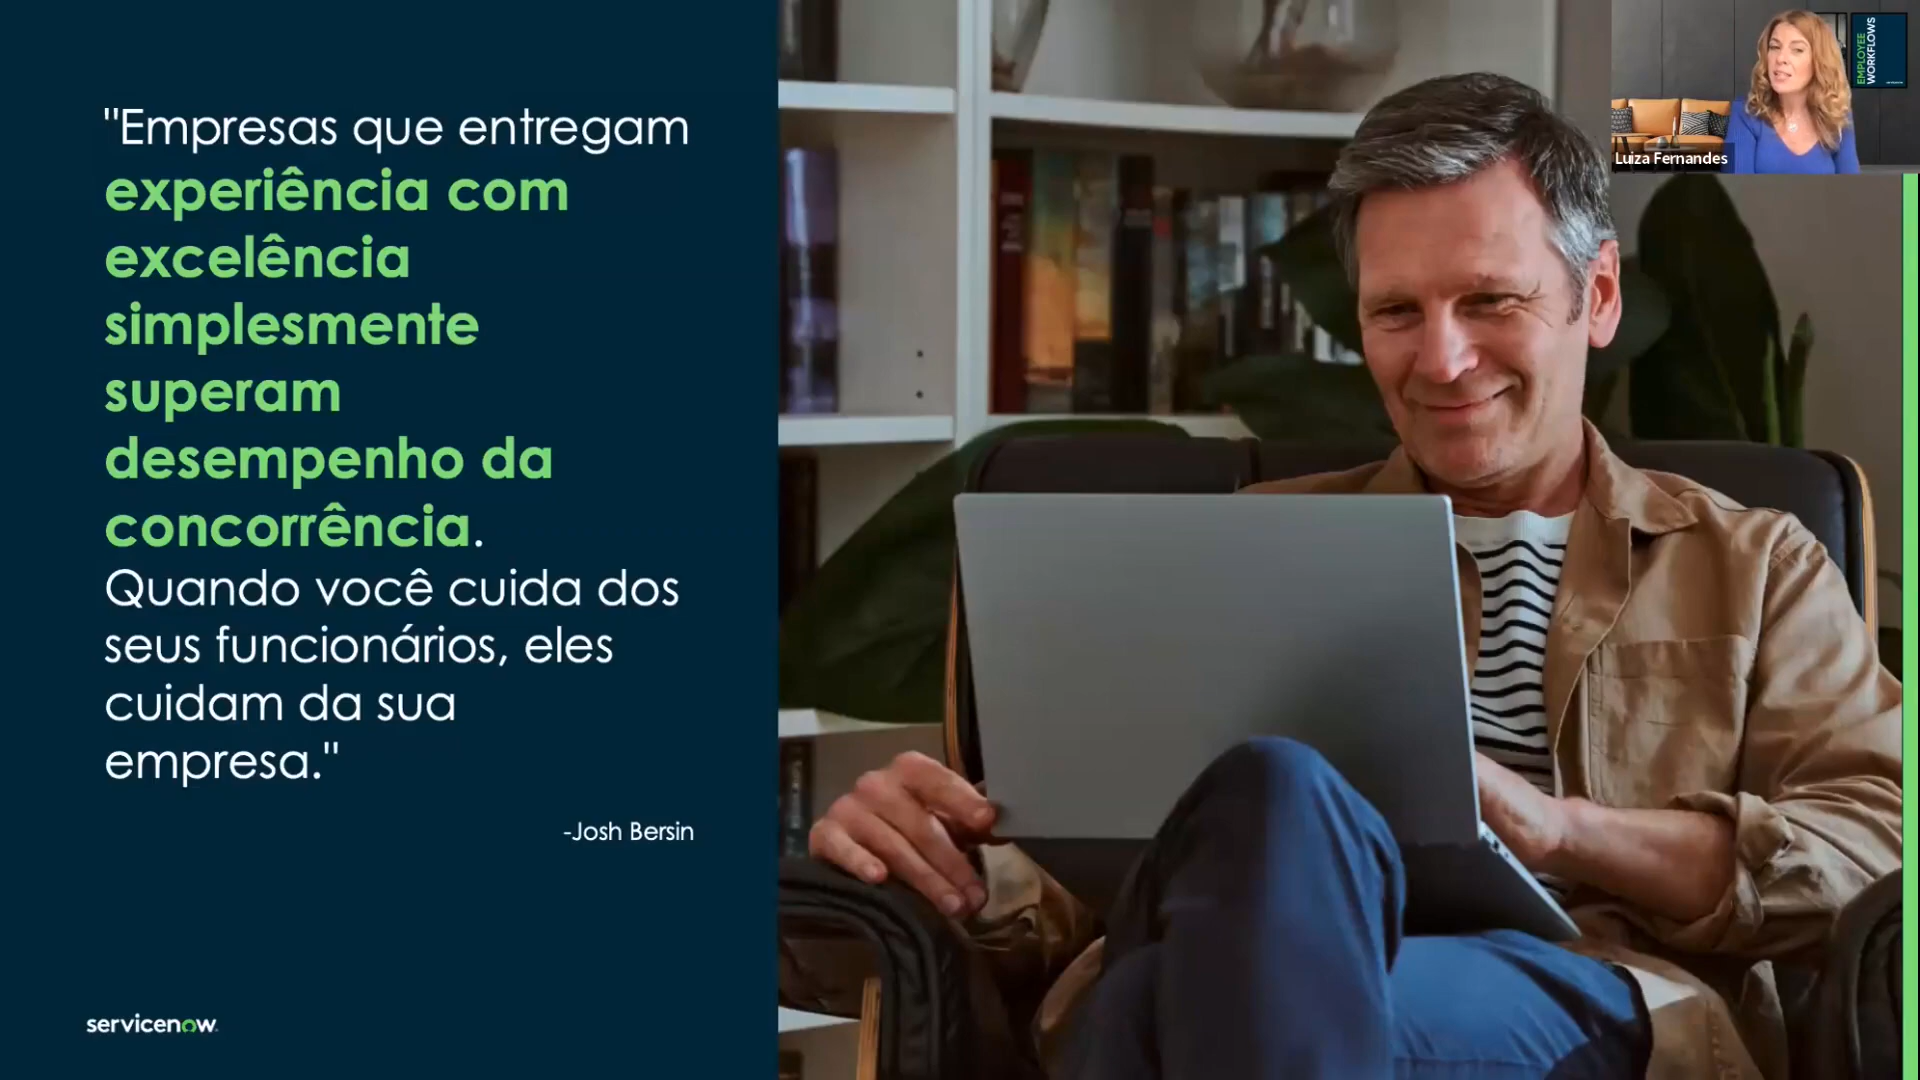 "Empresas que entregam
experiência com
excelência
simplesmente
superam
desempenho da
concorrência.
Quando você cuida dos
seus funcionários, eles
cuidam da sua
empresa."
-Josh Bersin
servicenow
EMPLOYEE
WORKFLOWS
Luiza Fernandes